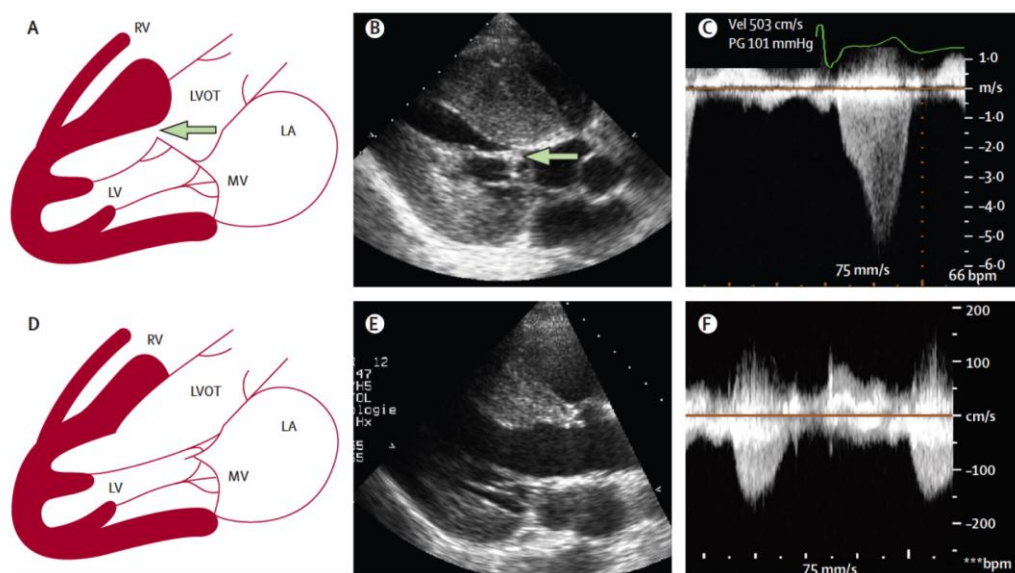 A
RV
LVOT
LA
MV
LV
B
C
Vel 503 cm/s
PG 101 mmHg
1·0
m/s
-1·0
-2·0
-3·0
-4·0
-5·0
-6·0
75 mm/s
66 bpm
D
RV
LVOT
LA
MV
LV
E
12
47
H5
OL
ologie
Hx
F
200
100
cm/s
-100
-200
75 mm/s
***bpm